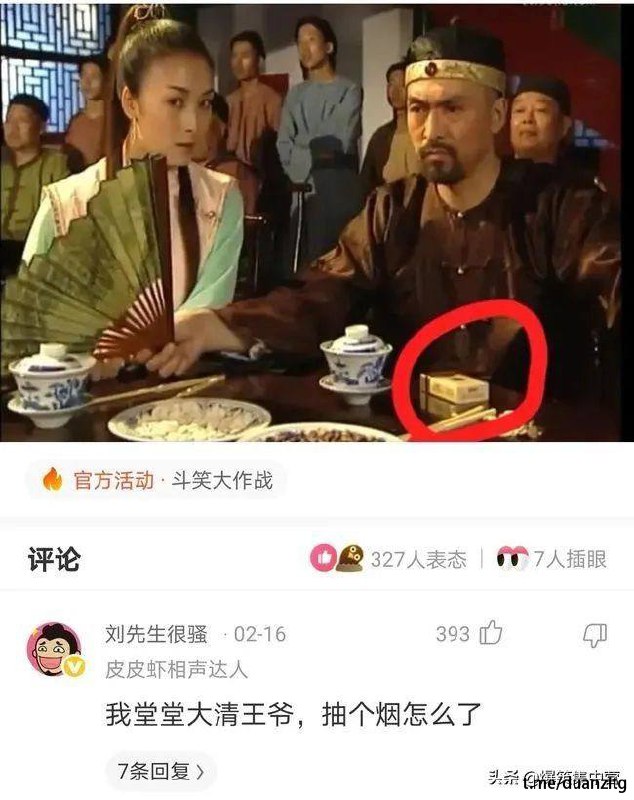 官方活动 · 斗笑大作战
评论
327人表态
7人插眼
刘先生很骚 · 02-16
393
皮皮虾相声达人
我堂堂大清王爷，抽个烟怎么了
7条回复 >
头条
t.me/duanzitg